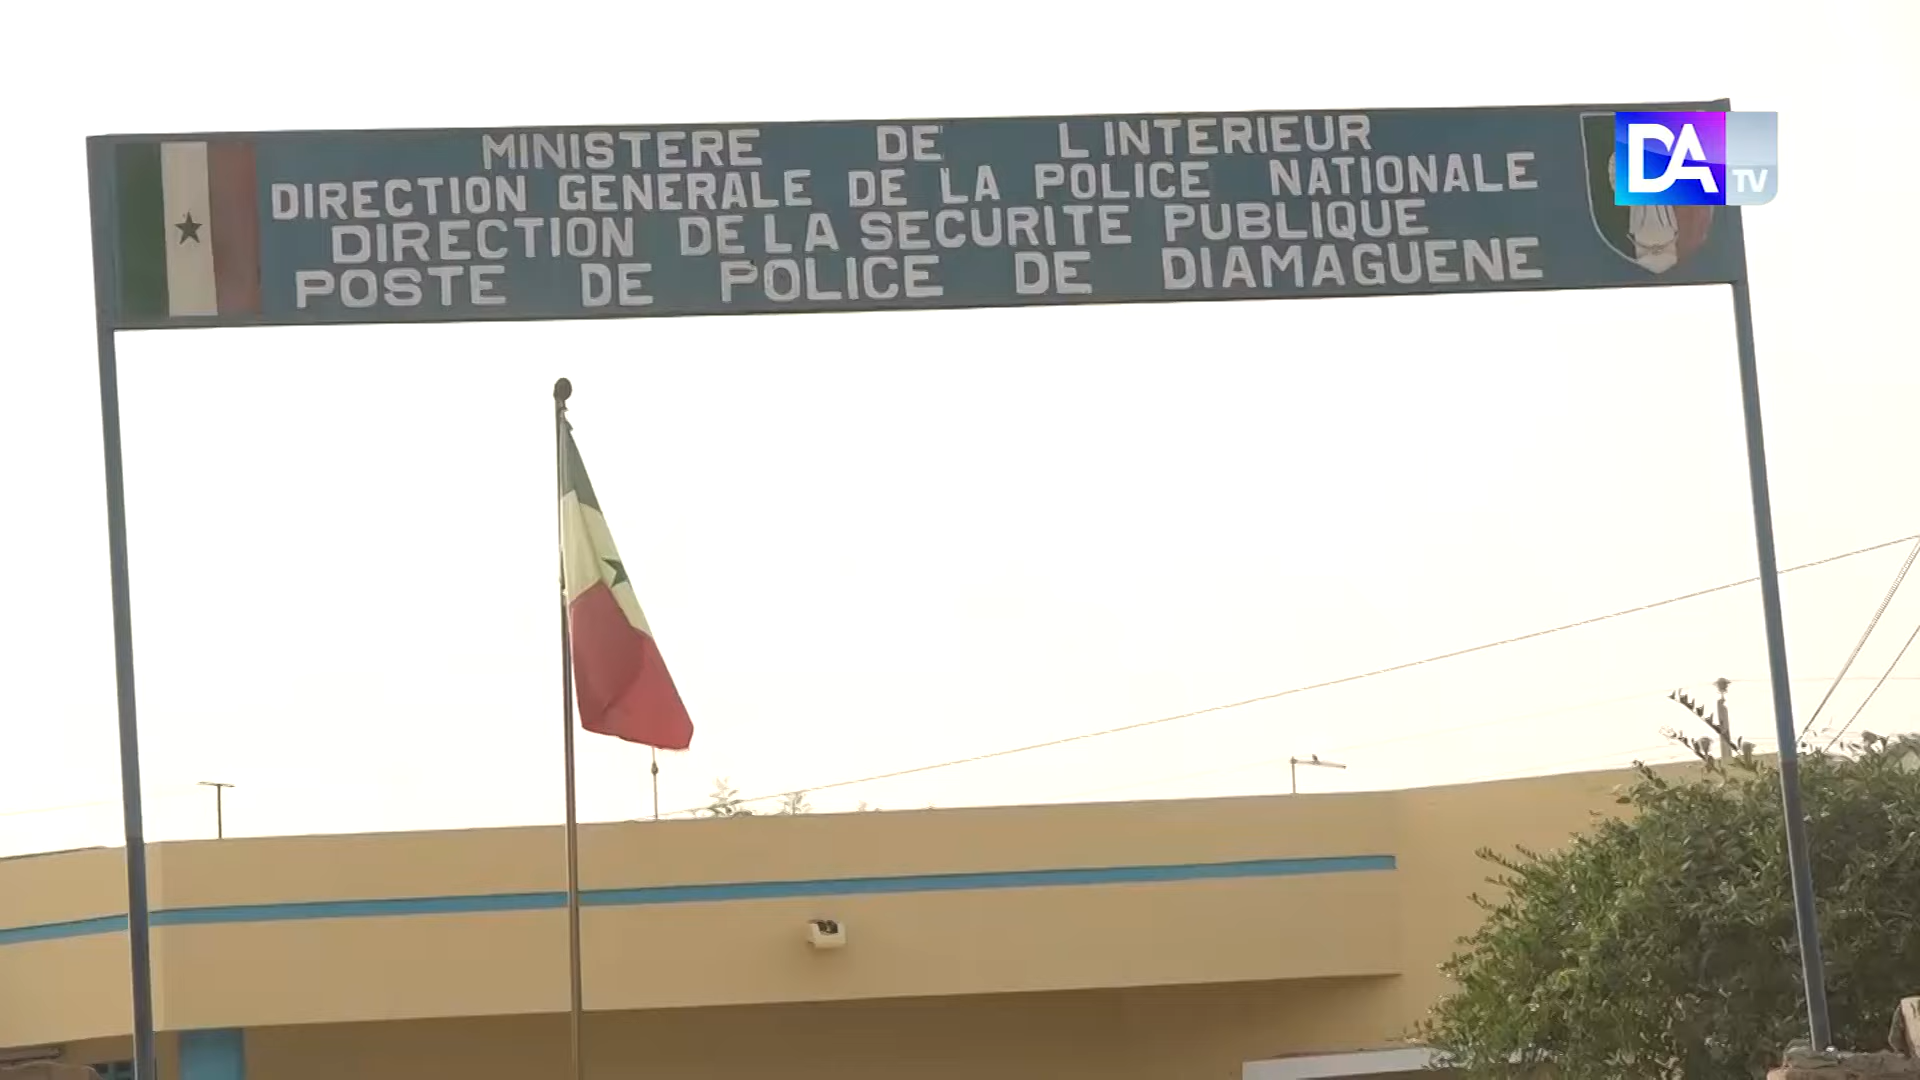 MINISTERE DE L INTERIEUR
DIRECTION GENERALE DE LA POLICE NATIONALE
DIRECTION DE LA SECURITE PUBLIQUE
POSTE DE POLICE DE DIAMAGUENE
DA TV